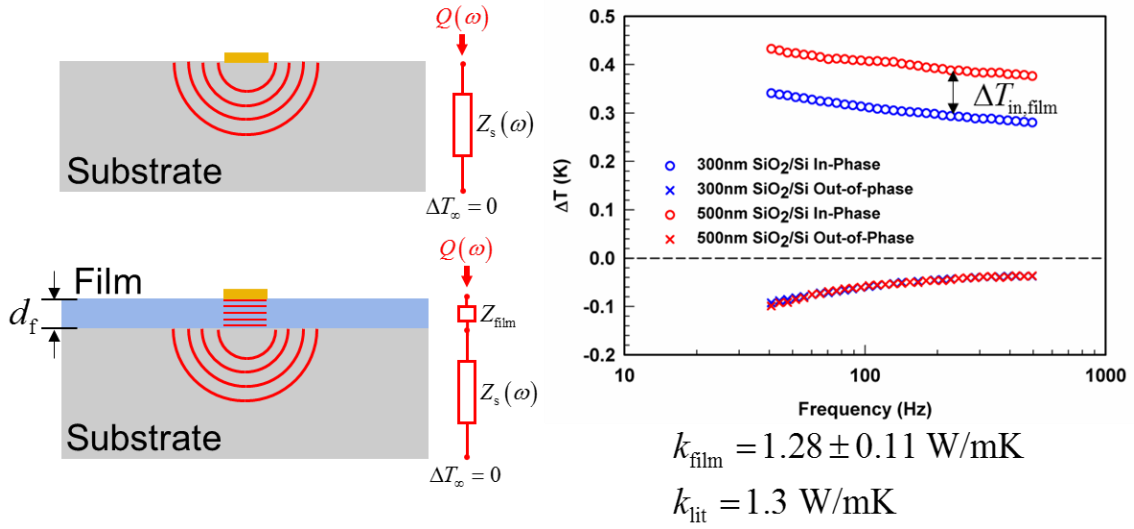 Q(ω)
Z_s(ω)
Substrate
ΔT_∞ = 0
Q(ω)
Film
d_f
Z_film
Z_s(ω)
Substrate
ΔT_∞ = 0
0.5
0.4
0.3
0.2
0.1
0.0
-0.1
-0.2
ΔT (K)
ΔT_in,film
300nm SiO₂/Si In-Phase
300nm SiO₂/Si Out-of-phase
500nm SiO₂/Si In-Phase
500nm SiO₂/Si Out-of-Phase
10 100 1000
Frequency (Hz)
k_film = 1.28 ± 0.11 W/mK
k_lit = 1.3 W/mK